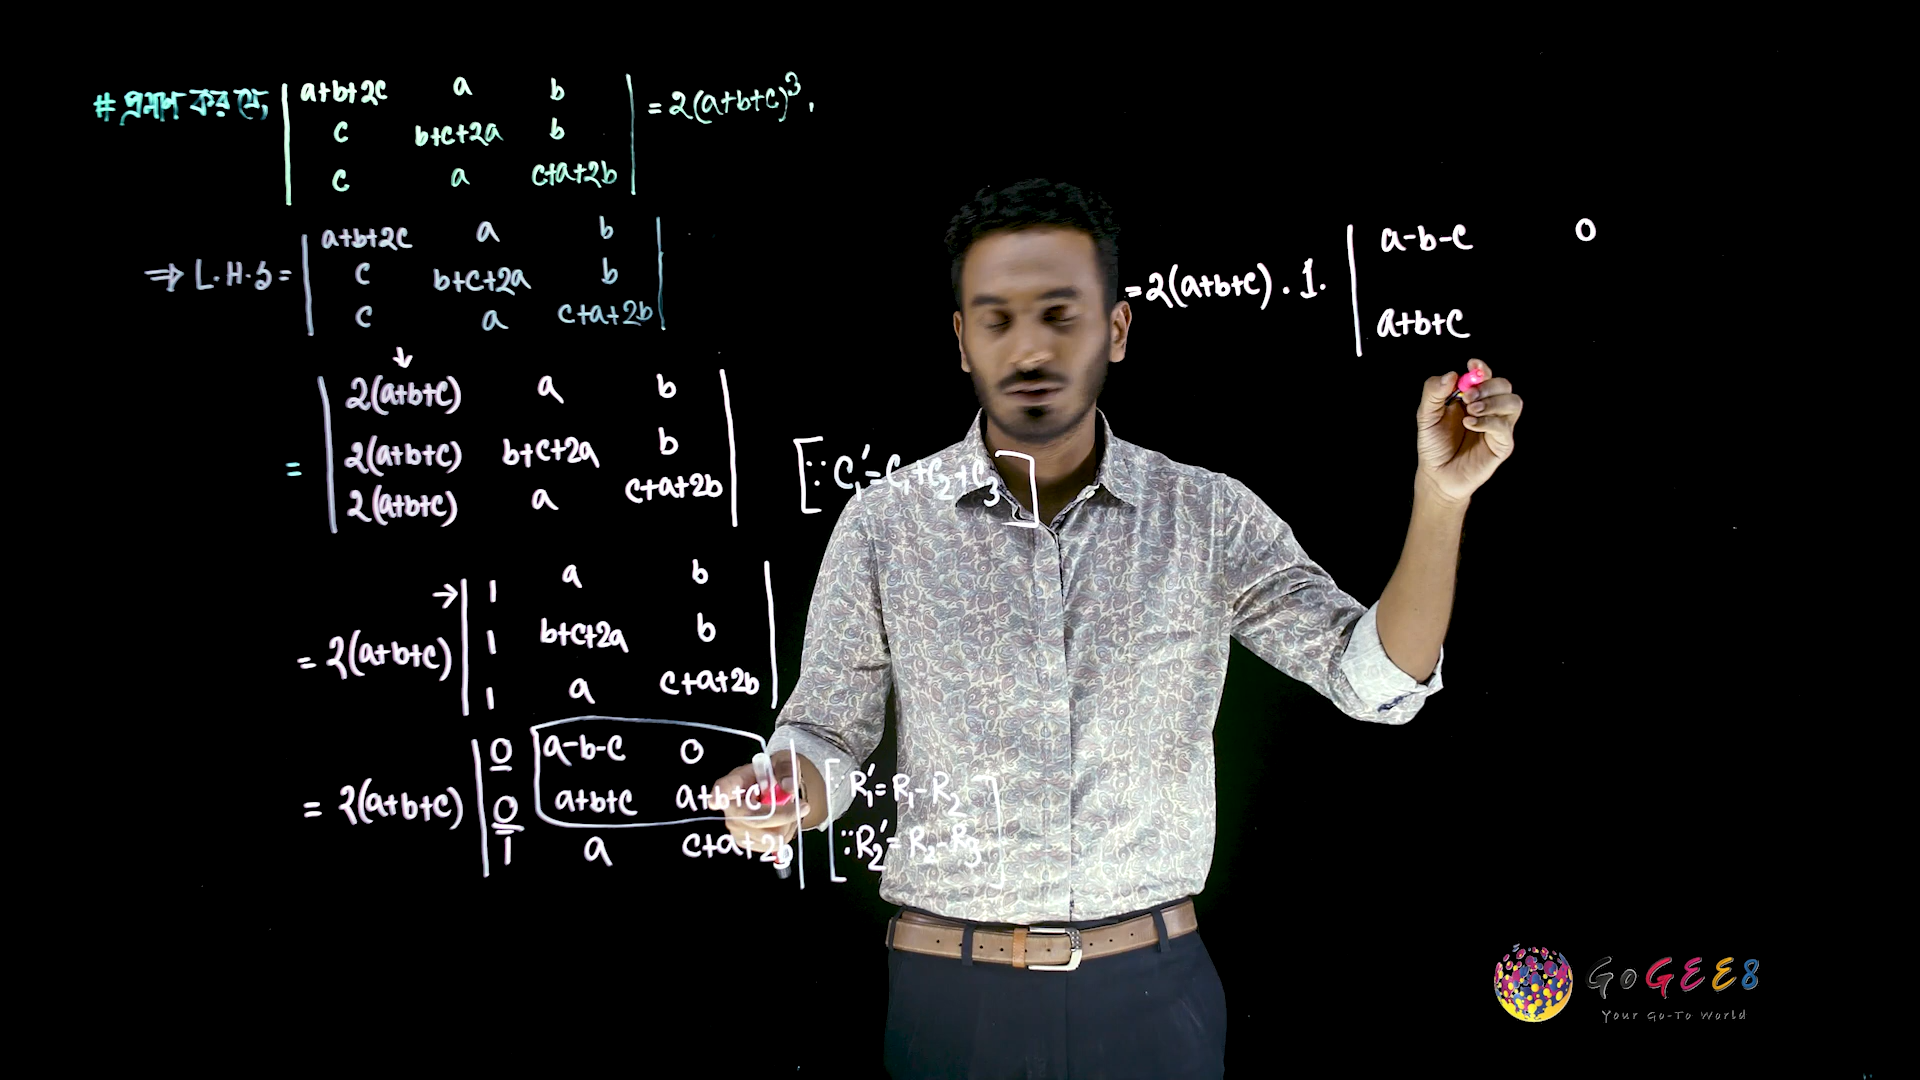 # প্রমাণ কর যে, | a+b+2c a b | = 2(a+b+c)³.
| c b+c+2a b |
| c a c+a+2b |
⇒ L.H.S = | a+b+2c a b |
| c b+c+2a b |
| c a c+a+2b |
↓
= | 2(a+b+c) a b |
| 2(a+b+c) b+c+2a b | [∵ C₁′=C₁+C₂+C₃]
| 2(a+b+c) a c+a+2b |
→ | 1 a b |
= 2(a+b+c) | 1 b+c+2a b |
| 1 a c+a+2b |
| 0 a-b-c 0 |
= 2(a+b+c) | 0 a+b+c a+b+c | [∵ R₁′=R₁-R₂
| 1 a c+a+2b | ∵ R₂′=R₂-R₃]
= 2(a+b+c) . 1. | a-b-c 0
a+b+c
GoGEE8
Your Go-To World